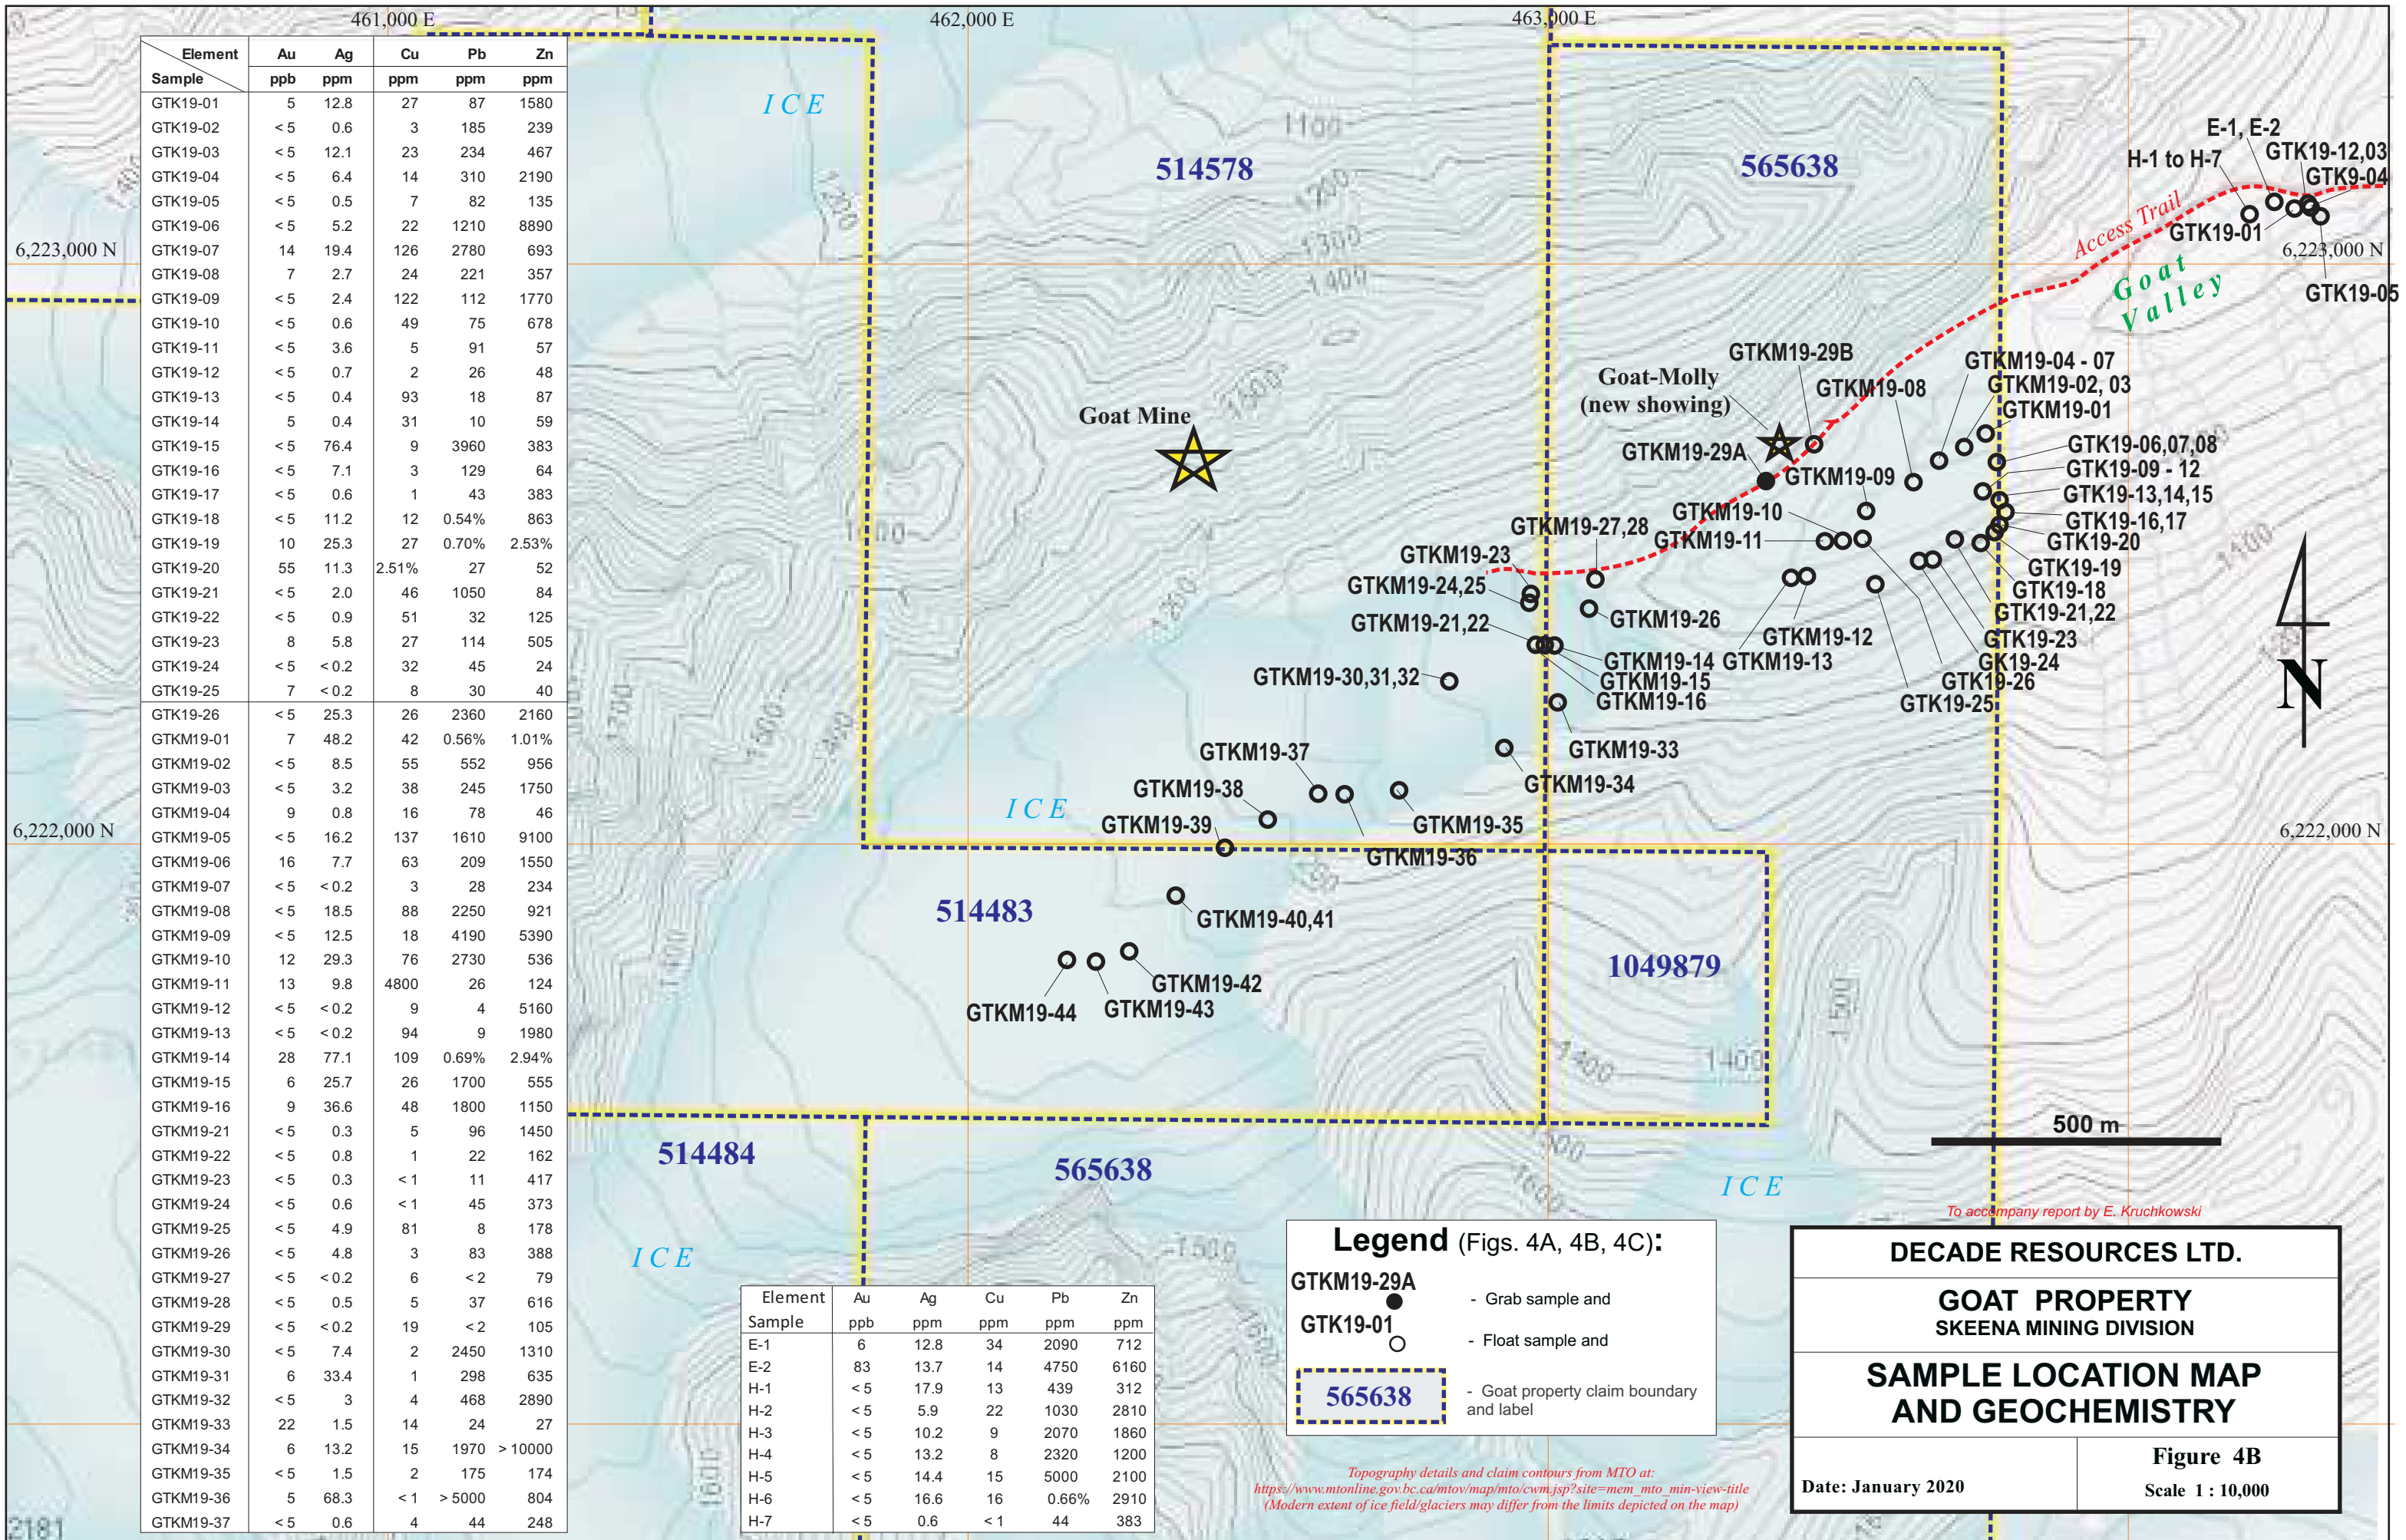 461,000 E
462,000 E
463,000 E
Element Au Ag Cu Pb Zn
Sample ppb ppm ppm ppm ppm
GTK19-01 5 12.8 27 87 1580
GTK19-02 < 5 0.6 3 185 239
GTK19-03 < 5 12.1 23 234 467
GTK19-04 < 5 6.4 14 310 2190
GTK19-05 < 5 0.5 7 82 135
GTK19-06 < 5 5.2 22 1210 8890
GTK19-07 14 19.4 126 2780 693
GTK19-08 7 2.7 24 221 357
GTK19-09 < 5 2.4 122 112 1770
GTK19-10 < 5 0.6 49 75 678
GTK19-11 < 5 3.6 5 91 57
GTK19-12 < 5 0.7 2 26 48
GTK19-13 < 5 0.4 93 18 87
GTK19-14 5 0.4 31 10 59
GTK19-15 < 5 76.4 9 3960 383
GTK19-16 < 5 7.1 3 129 64
GTK19-17 < 5 0.6 1 43 383
GTK19-18 < 5 11.2 12 0.54% 863
GTK19-19 10 25.3 27 0.70% 2.53%
GTK19-20 55 11.3 2.51% 27 52
GTK19-21 < 5 2.0 46 1050 84
GTK19-22 < 5 0.9 51 32 125
GTK19-23 8 5.8 27 114 505
GTK19-24 < 5 < 0.2 32 45 24
GTK19-25 7 < 0.2 8 30 40
GTK19-26 < 5 25.3 26 2360 2160
GTKM19-01 7 48.2 42 0.56% 1.01%
GTKM19-02 < 5 8.5 55 552 956
GTKM19-03 < 5 3.2 38 245 1750
GTKM19-04 9 0.8 16 78 46
GTKM19-05 < 5 16.2 137 1610 9100
GTKM19-06 16 7.7 63 209 1550
GTKM19-07 < 5 < 0.2 3 28 234
GTKM19-08 < 5 18.5 88 2250 921
GTKM19-09 < 5 12.5 18 4190 5390
GTKM19-10 12 29.3 76 2730 536
GTKM19-11 13 9.8 4800 26 124
GTKM19-12 < 5 < 0.2 9 4 5160
GTKM19-13 < 5 < 0.2 94 9 1980
GTKM19-14 28 77.1 109 0.69% 2.94%
GTKM19-15 6 25.7 26 1700 555
GTKM19-16 9 36.6 48 1800 1150
GTKM19-21 < 5 0.3 5 96 1450
GTKM19-22 < 5 0.8 1 22 162
GTKM19-23 < 5 0.3 < 1 11 417
GTKM19-24 < 5 0.6 < 1 45 373
GTKM19-25 < 5 4.9 81 8 178
GTKM19-26 < 5 4.8 3 83 388
GTKM19-27 < 5 < 0.2 6 < 2 79
GTKM19-28 < 5 0.5 5 37 616
GTKM19-29 < 5 < 0.2 19 < 2 105
GTKM19-30 < 5 7.4 2 2450 1310
GTKM19-31 6 33.4 1 298 635
GTKM19-32 < 5 3 4 468 2890
GTKM19-33 22 1.5 14 24 27
GTKM19-34 6 13.2 15 1970 > 10000
GTKM19-35 < 5 1.5 2 175 174
GTKM19-36 5 68.3 < 1 > 5000 804
GTKM19-37 < 5 0.6 4 44 248
6,223,000 N
6,222,000 N
ICE
514578
565638
1100
1200
1200
1300
1400
E-1, E-2
GTK19-12,03
H-1 to H-7
GTK9-04
GTK19-01
Access Trail
6,223,000 N
Goat
Valley
GTK19-05
GTKM19-29B
GTKM19-04 - 07
Goat-Molly
(new showing)
GTKM19-08
GTKM19-02, 03
Goat Mine
1500
GTKM19-01
GTKM19-29A
GTK19-06,07,08
GTKM19-09
GTK19-09 - 12
GTK19-13,14,15
GTKM19-10
GTK19-16,17
GTKM19-27,28
GTKM19-11
GTK19-20
1100
GTKM19-23
GTK19-19
GTKM19-24,25
GTK19-18
GTK19-21,22
GTKM19-26
GTKM19-21,22
GTKM19-12
GTK19-23
GTKM19-14
GTKM19-13
GK19-24
GTKM19-30,31,32
GTKM19-15
GTK19-26
GTKM19-16
GTK19-25
N
1700
GTKM19-33
GTKM19-37
GTKM19-34
GTKM19-38
ICE
GTKM19-39
GTKM19-35
6,222,000 N
GTKM19-36
514483
GTKM19-40,41
1400
1049879
GTKM19-42
GTKM19-44
GTKM19-43
1500
1400
1400
500 m
514484
565638
1600
ICE
ICE
1500
1600
1600
2181
Element Au Ag Cu Pb Zn
Sample ppb ppm ppm ppm ppm
E-1 6 12.8 34 2090 712
E-2 83 13.7 14 4750 6160
H-1 < 5 17.9 13 439 312
H-2 < 5 5.9 22 1030 2810
H-3 < 5 10.2 9 2070 1860
H-4 < 5 13.2 8 2320 1200
H-5 < 5 14.4 15 5000 2100
H-6 < 5 16.6 16 0.66% 2910
H-7 < 5 0.6 < 1 44 383
Legend (Figs. 4A, 4B, 4C):
GTKM19-29A
- Grab sample and
GTK19-01
- Float sample and
565638
- Goat property claim boundary
and label
Topography details and claim contours from MTO at:
https://www.mtonline.gov.bc.ca/mtov/map/mto/cwm.jsp?site=mem_mto_min-view-title
(Modern extent of ice field/glaciers may differ from the limits depicted on the map)
To accompany report by E. Kruchkowski
DECADE RESOURCES LTD.
GOAT PROPERTY
SKEENA MINING DIVISION
SAMPLE LOCATION MAP
AND GEOCHEMISTRY
Date: January 2020
Figure 4B
Scale 1 : 10,000